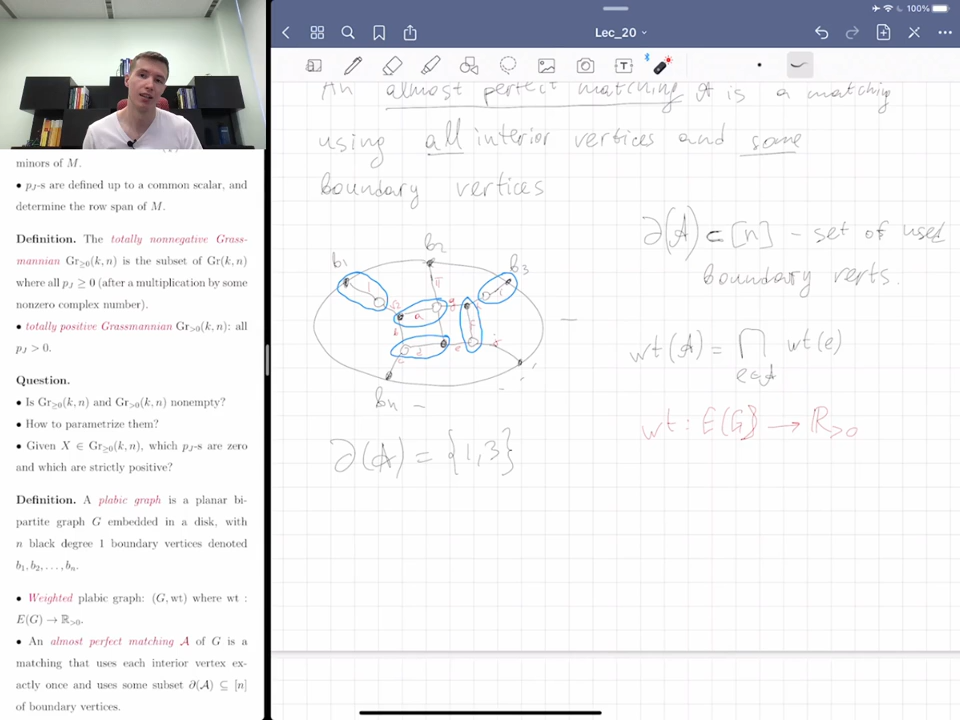 100%
Lec_20
minors of M.
• p_J-s are defined up to a common scalar, and
determine the row span of M.
Definition. The totally nonnegative Grass-
mannian Gr≥0(k, n) is the subset of Gr(k, n)
where all p_J ≥ 0 (after a multiplication by some
nonzero complex number).
• totally positive Grassmannian Gr>0(k, n): all
p_J > 0.
Question.
• Is Gr≥0(k, n) and Gr>0(k, n) nonempty?
• How to parametrize them?
• Given X ∈ Gr≥0(k, n), which p_J-s are zero
and which are strictly positive?
Definition. A plabic graph is a planar bi-
partite graph G embedded in a disk, with
n black degree 1 boundary vertices denoted
b₁, b₂, . . . , bₙ.
• Weighted plabic graph: (G, wt) where wt :
E(G) → ℝ>0.
• An almost perfect matching 𝒜 of G is a
matching that uses each interior vertex ex-
actly once and uses some subset ∂(𝒜) ⊆ [n]
of boundary vertices.
An almost perfect matching 𝒜 is a matching
using all interior vertices and some
boundary vertices
∂(𝒜) ⊂ [n] - set of used
boundary verts.
b₁
b₂
b₃
bₙ
a
wt(𝒜) = ∏ wt(e)
e∈𝒜
wt : E(G) → ℝ>0
∂(𝒜) = {1,3}